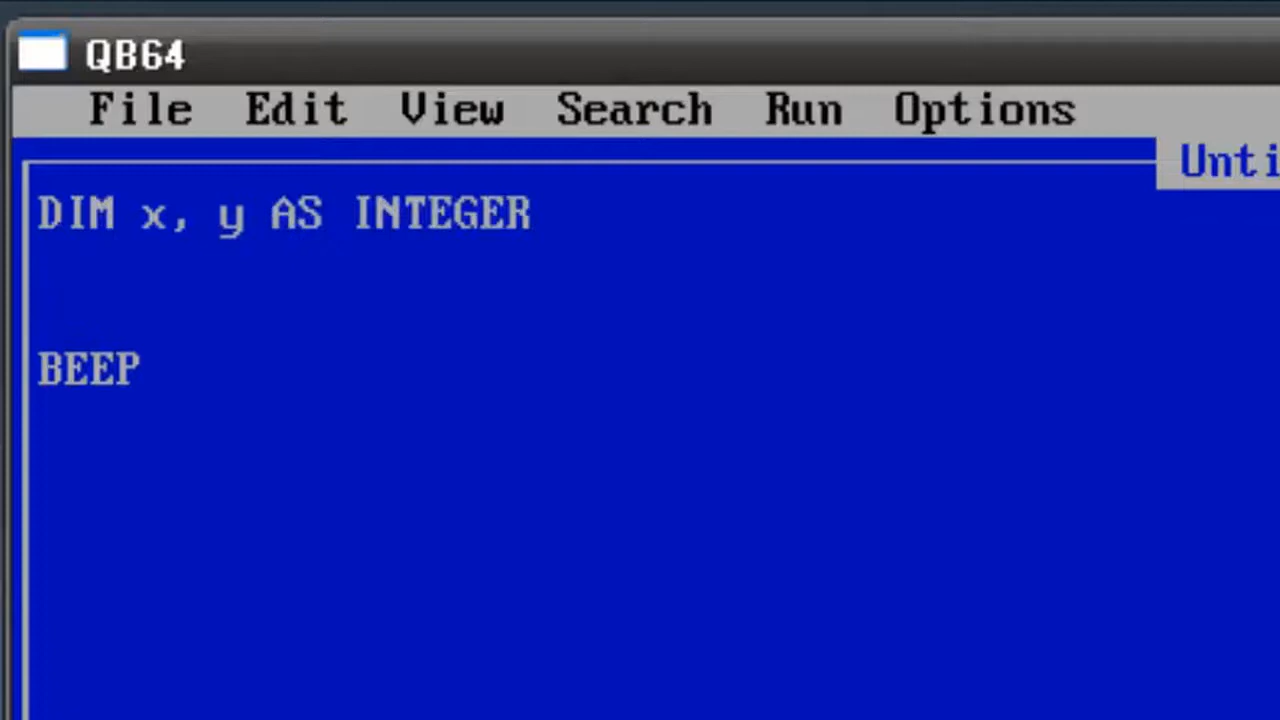 QB64
File Edit View Search Run Options
Unti
DIM x, y AS INTEGER
BEEP